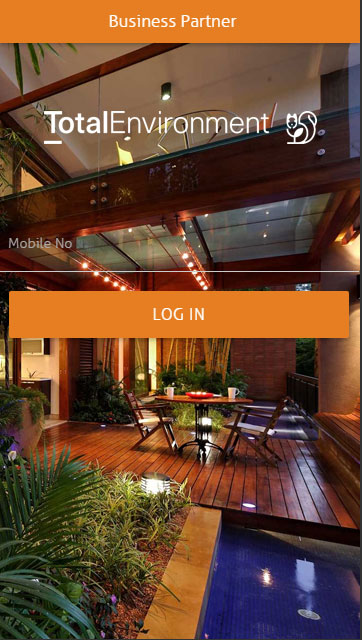 Business Partner
TotalEnvironment
Mobile No
LOG IN